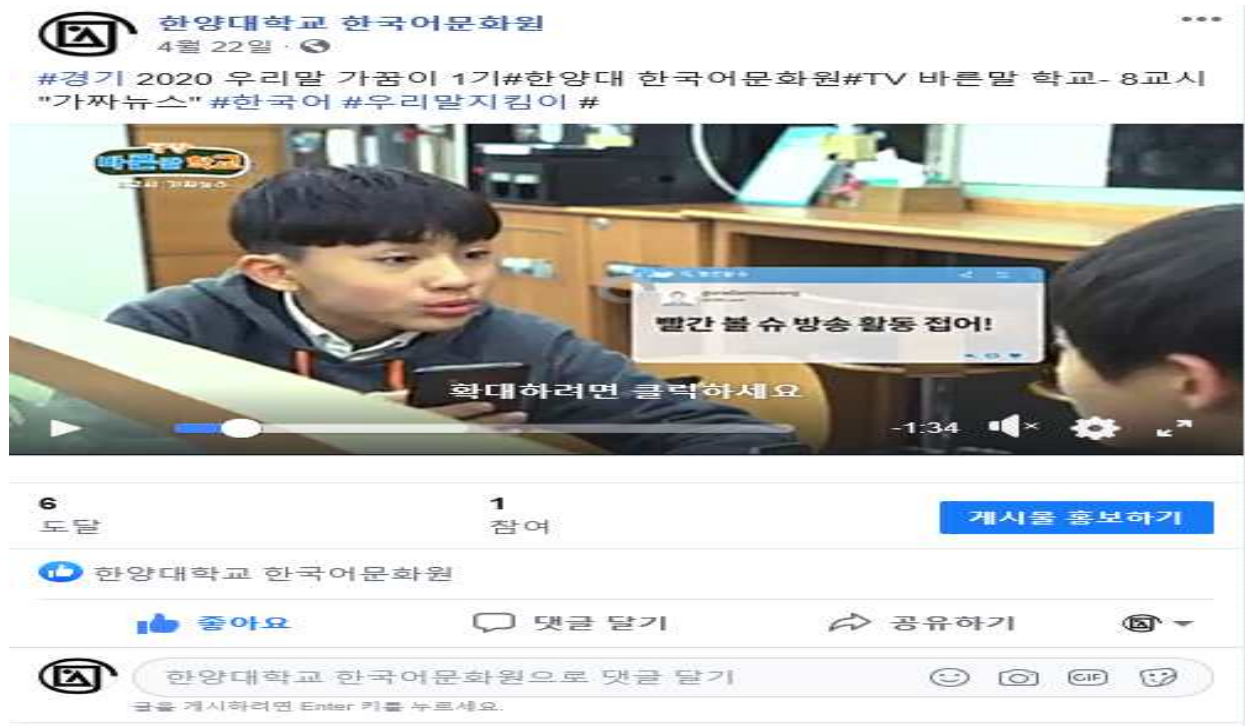 한양대학교 한국어문화원
4월 22일
#경기 2020 우리말 가꿈이 1기#한양대 한국어문화원#TV 바른말 학교- 8교시
"가짜뉴스" #한국어 #우리말지킴이 #
바른말 학교
빨간 볼 슈 방송 활동 접어!
확대하려면 클릭하세요
-1:34
6
도달
1
참여
게시물 홍보하기
한양대학교 한국어문화원
좋아요
댓글 달기
공유하기
한양대학교 한국어문화원으로 댓글 달기
GIF
글을 게시하려면 Enter 키를 누르세요.